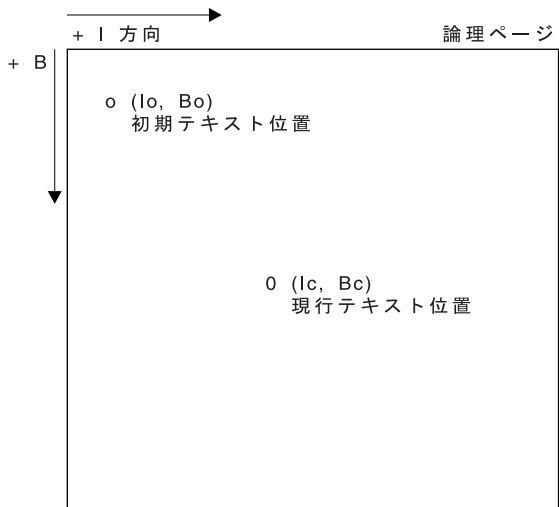 + I 方向
論理ページ
+ B
o (Io, Bo)
初期テキスト位置
0 (Ic, Bc)
現行テキスト位置